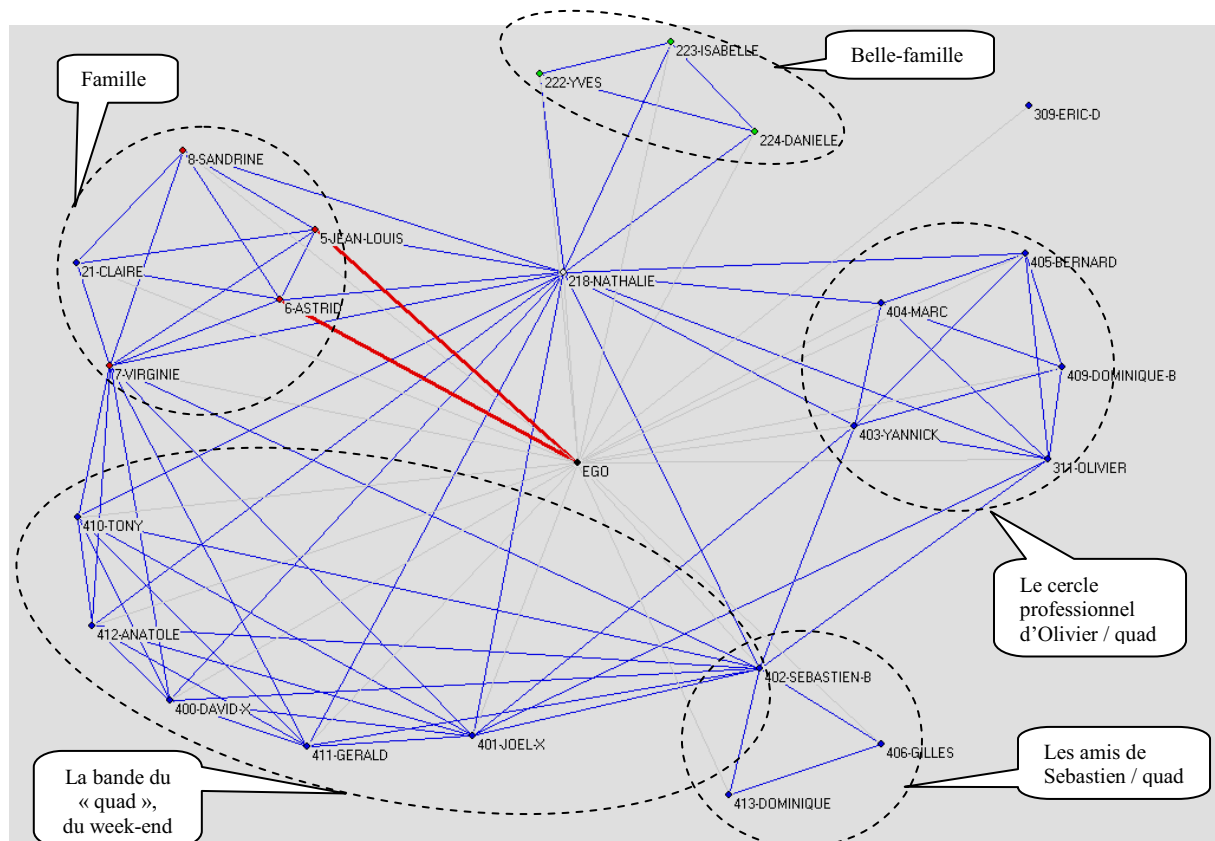 223-ISABELLE
Belle-famille
Famille
222-YVES
309-ERIC-D
224-DANIELE
8-SANDRINE
5-JEAN-LOUIS
405-BERNARD
21-CLAIRE
218-NATHALIE
6-ASTRID
404-MARC
7-VIRGINIE
409-DOMINIQUE-B
403-YANNICK
311-OLIVIER
EGO
410-TONY
Le cercle
professionnel
d’Olivier / quad
412-ANATOLE
402-SEBASTIEN-B
400-DAVID-X
401-JOEL-X
411-GERALD
406-GILLES
Les amis de
Sebastien / quad
La bande du
« quad »,
du week-end
413-DOMINIQUE